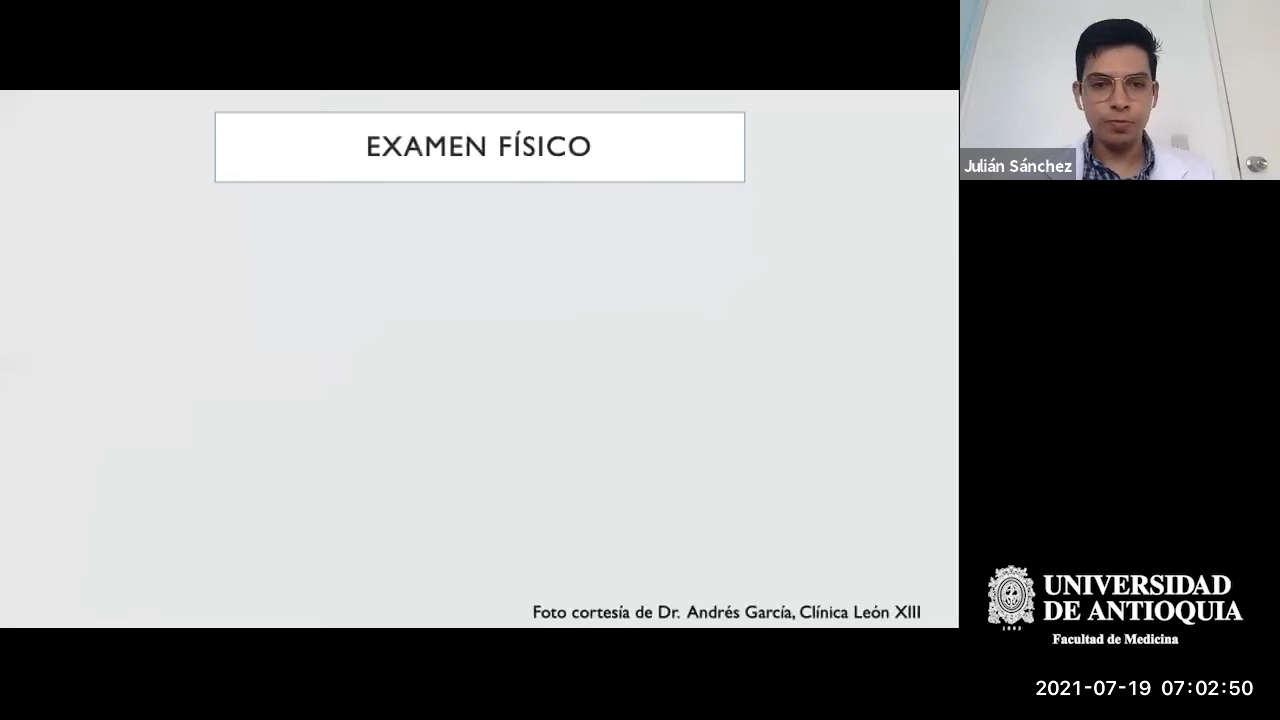 EXAMEN FÍSICO
Julián Sánchez
Foto cortesía de Dr. Andrés García, Clínica León XIII
UNIVERSIDAD
DE ANTIOQUIA
1803
Facultad de Medicina
2021-07-19 07:02:50